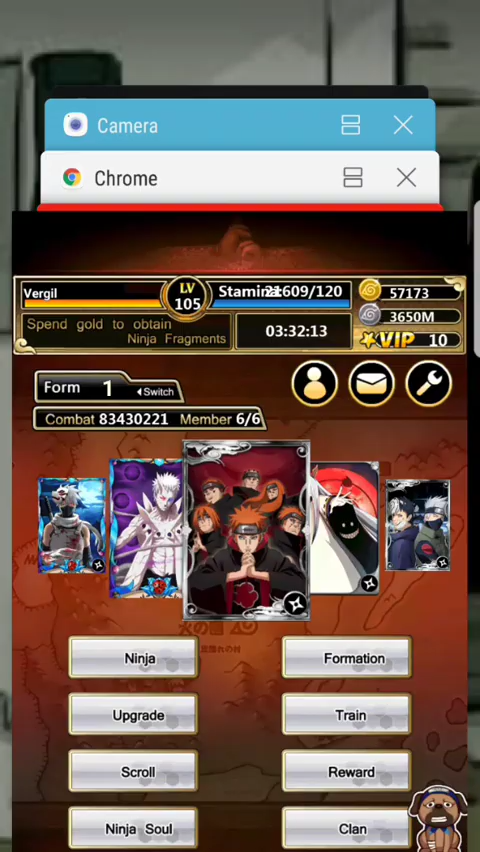 Camera
Chrome
Vergil
LV
105
Stamina:
21609/120
57173
3650M
VIP 10
Spend gold to obtain
Ninja Fragments
03:32:13
Form 1
Switch
Combat 83430221 Member 6/6
Ninja
Formation
Upgrade
Train
Scroll
Reward
Ninja Soul
Clan